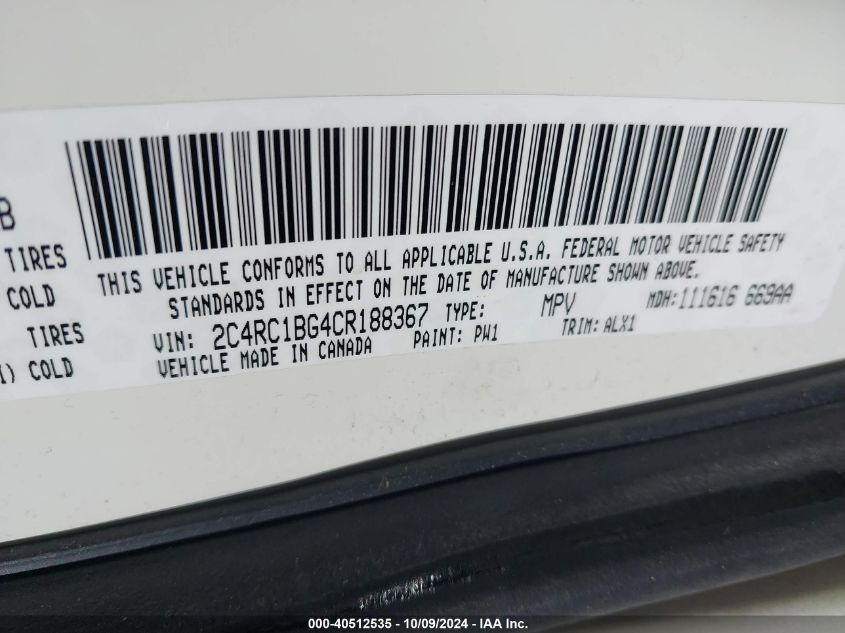 B
TIRES
COLD
TIRES
I) COLD
THIS VEHICLE CONFORMS TO ALL APPLICABLE U.S.A. FEDERAL MOTOR VEHICLE SAFETY
STANDARDS IN EFFECT ON THE DATE OF MANUFACTURE SHOWN ABOVE.
VIN: 2C4RC1BG4CR188367 TYPE: MPV MDH:111616 669AA
VEHICLE MADE IN CANADA PAINT: PW1 TRIM: ALX1
000-40512535 - 10/09/2024 - IAA Inc.